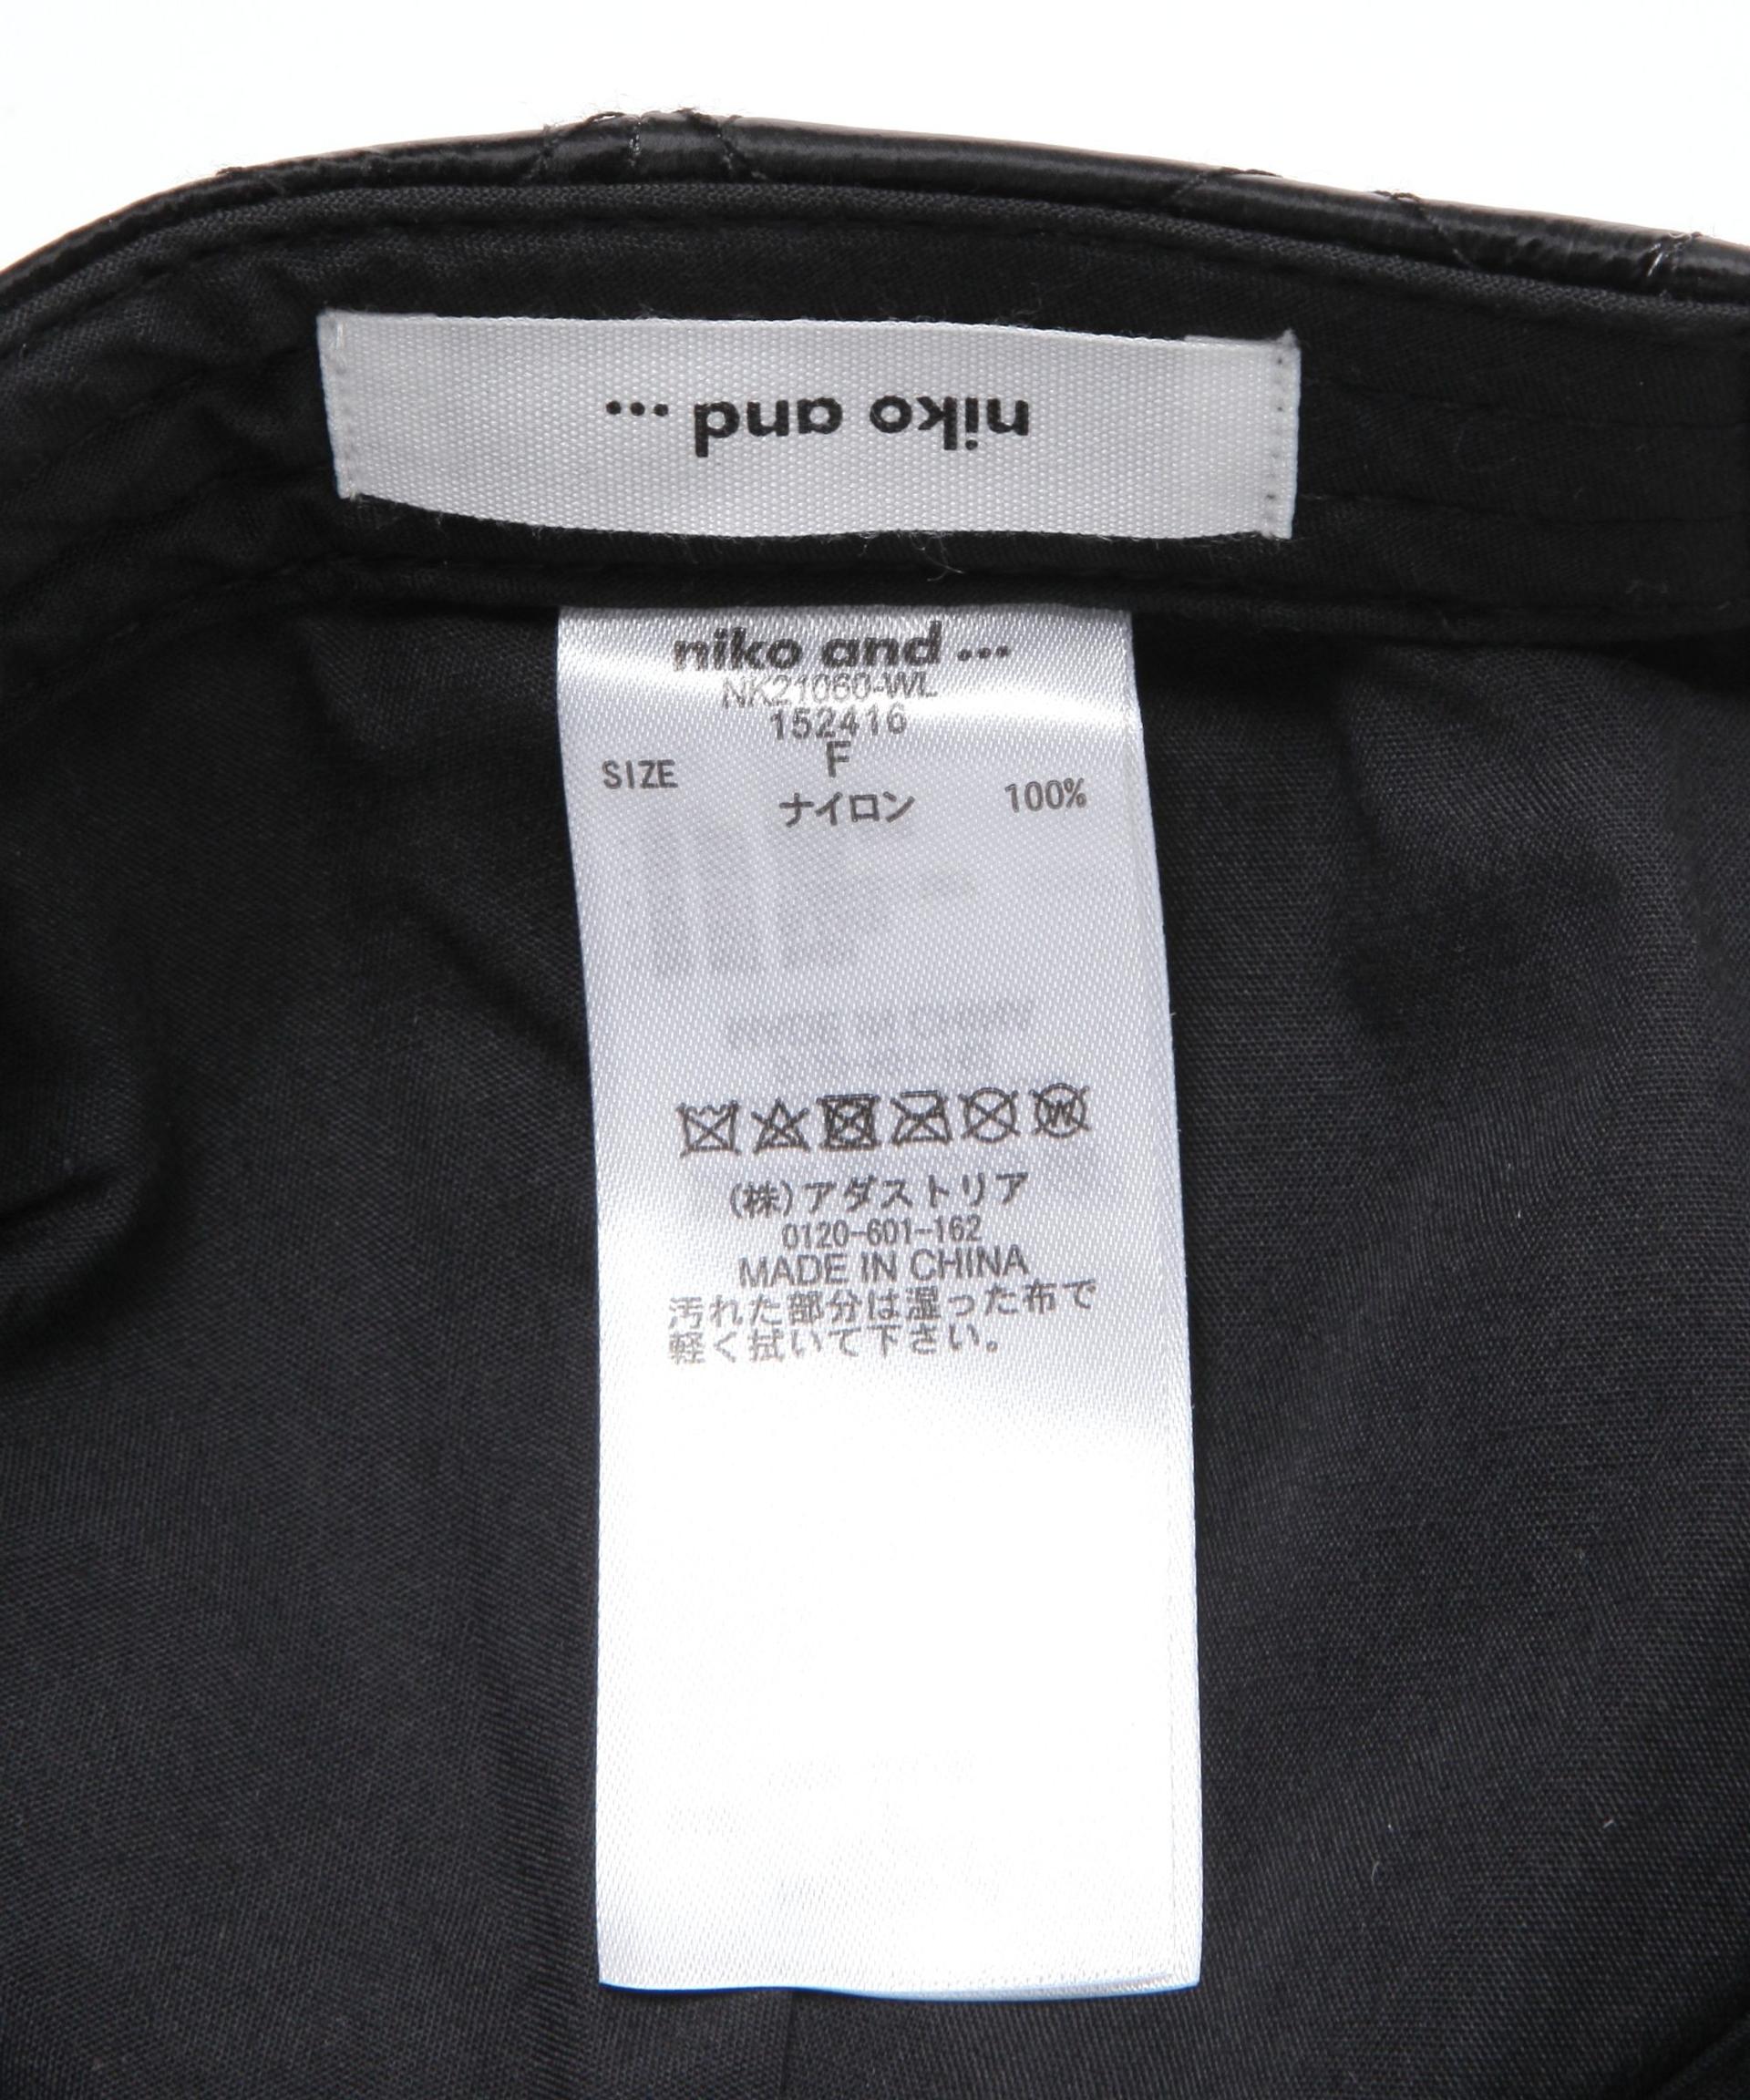 niko and ...
niko and ...
NK21060-WL
152416
SIZE F
ナイロン 100%
(株)アダストリア
0120-601-162
MADE IN CHINA
汚れた部分は湿った布で
軽く拭いて下さい。